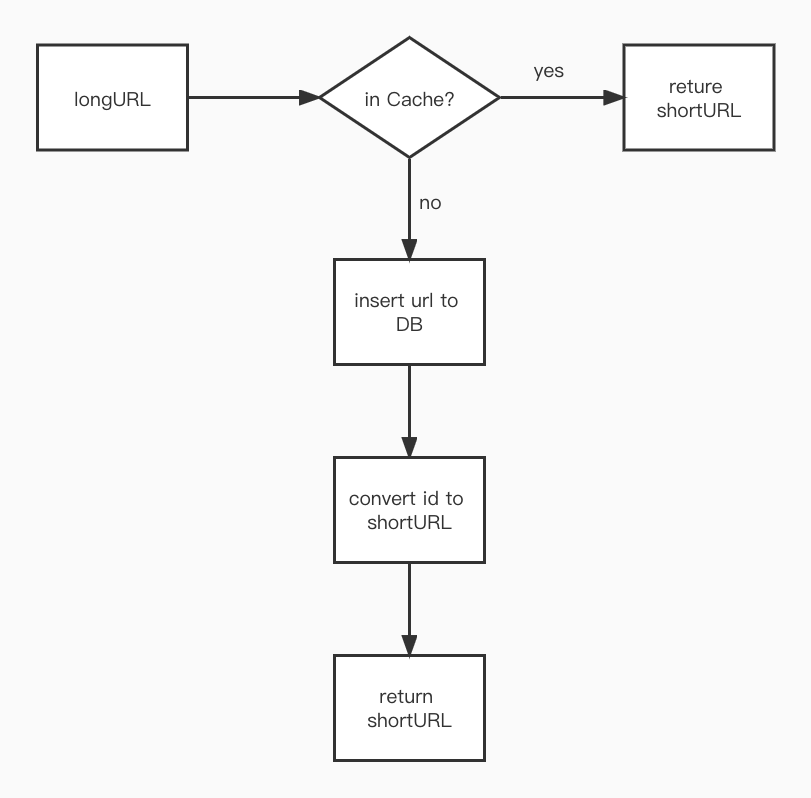 longURL
in Cache?
yes
reture
shortURL
no
insert url to
DB
convert id to
shortURL
return
shortURL